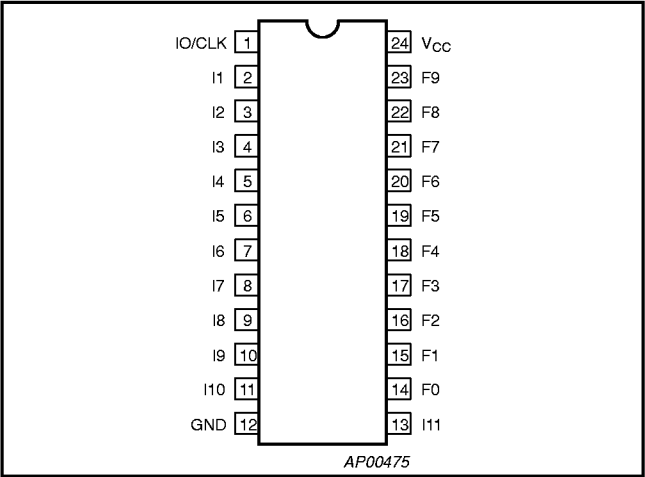 IO/CLK 1 24 VCC
I1 2 23 F9
I2 3 22 F8
I3 4 21 F7
I4 5 20 F6
I5 6 19 F5
I6 7 18 F4
I7 8 17 F3
I8 9 16 F2
I9 10 15 F1
I10 11 14 F0
GND 12 13 I11
AP00475